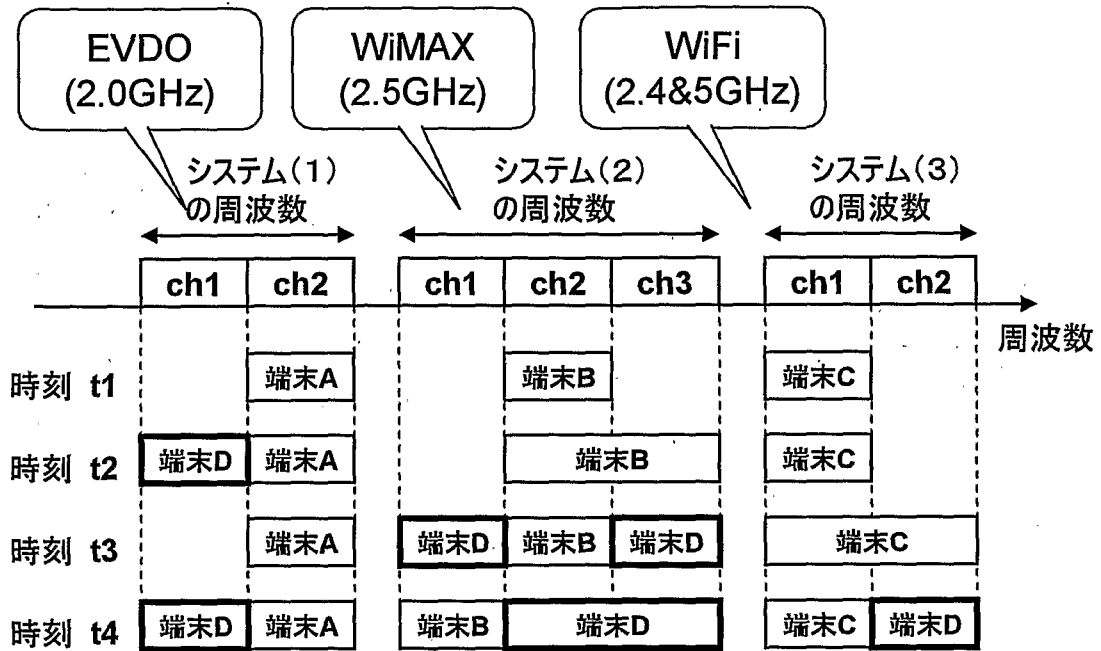 EVDO
(2.0GHz)
WiMAX
(2.5GHz)
WiFi
(2.4&5GHz)
システム(1)
の周波数
システム(2)
の周波数
システム(3)
の周波数
ch1 ch2 ch1 ch2 ch3 ch1 ch2
周波数
時刻 t1 端末A 端末B 端末C
時刻 t2 端末D 端末A 端末B 端末C
時刻 t3 端末A 端末D 端末B 端末D 端末C
時刻 t4 端末D 端末A 端末B 端末D 端末C 端末D